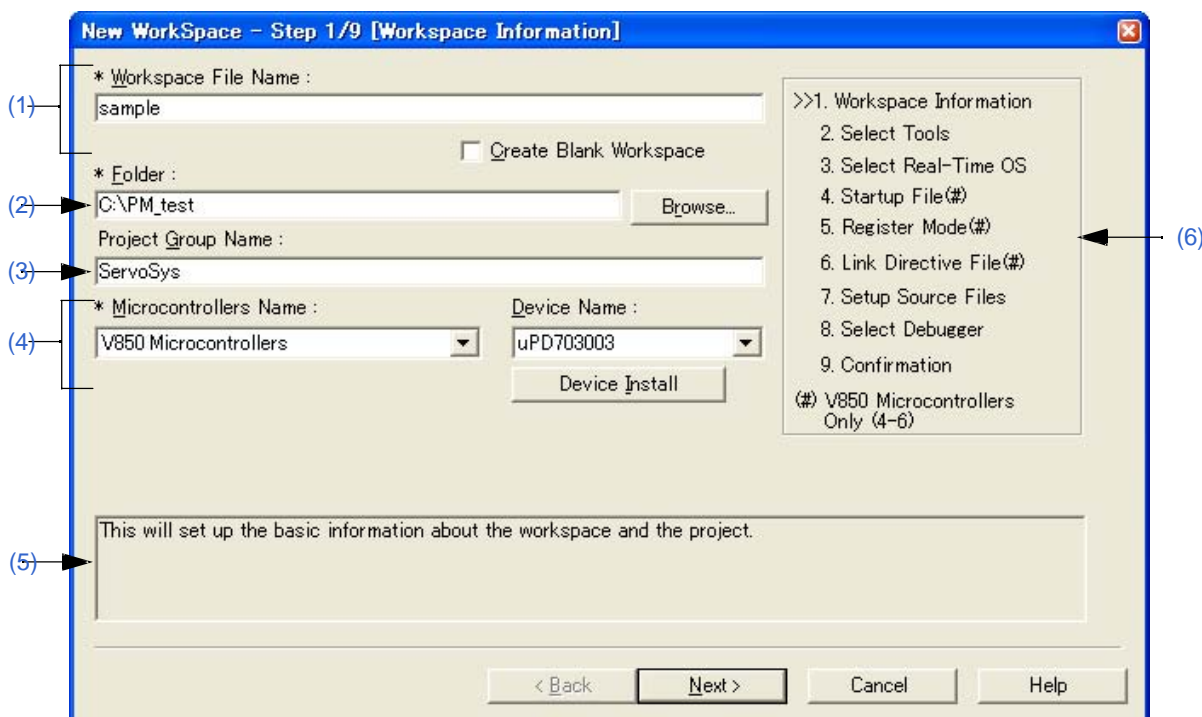 New WorkSpace - Step 1/9 [Workspace Information]
(1)
* Workspace File Name :
sample
Create Blank Workspace
(2)
* Folder :
C:\PM_test
Browse...
(3)
Project Group Name :
ServoSys
(4)
* Microcontrollers Name :
V850 Microcontrollers
Device Name :
uPD703003
Device Install
(5)
This will set up the basic information about the workspace and the project.
(6)
>>1. Workspace Information
2. Select Tools
3. Select Real-Time OS
4. Startup File(#)
5. Register Mode(#)
6. Link Directive File(#)
7. Setup Source Files
8. Select Debugger
9. Confirmation
(#) V850 Microcontrollers
Only (4-6)
< Back
Next >
Cancel
Help